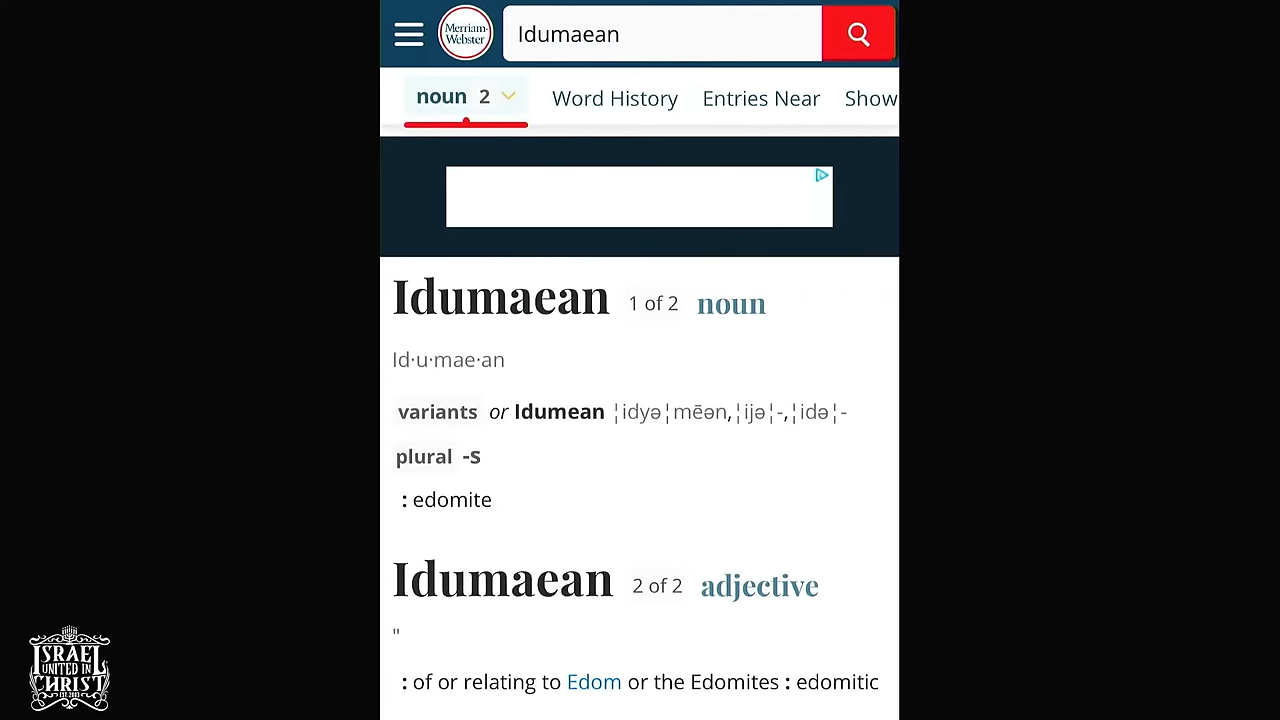 Merriam-
Webster
Idumaean
noun 2
Word History
Entries Near
Show
Idumaean 1 of 2 noun
Id·u·mae·an
variants or Idumean ¦idyə¦mēən,¦ijə¦-,¦idə¦-
plural -s
: edomite
Idumaean 2 of 2 adjective
"
: of or relating to Edom or the Edomites : edomitic
ISRAEL
UNITED IN
CHRIST
EST. 2003